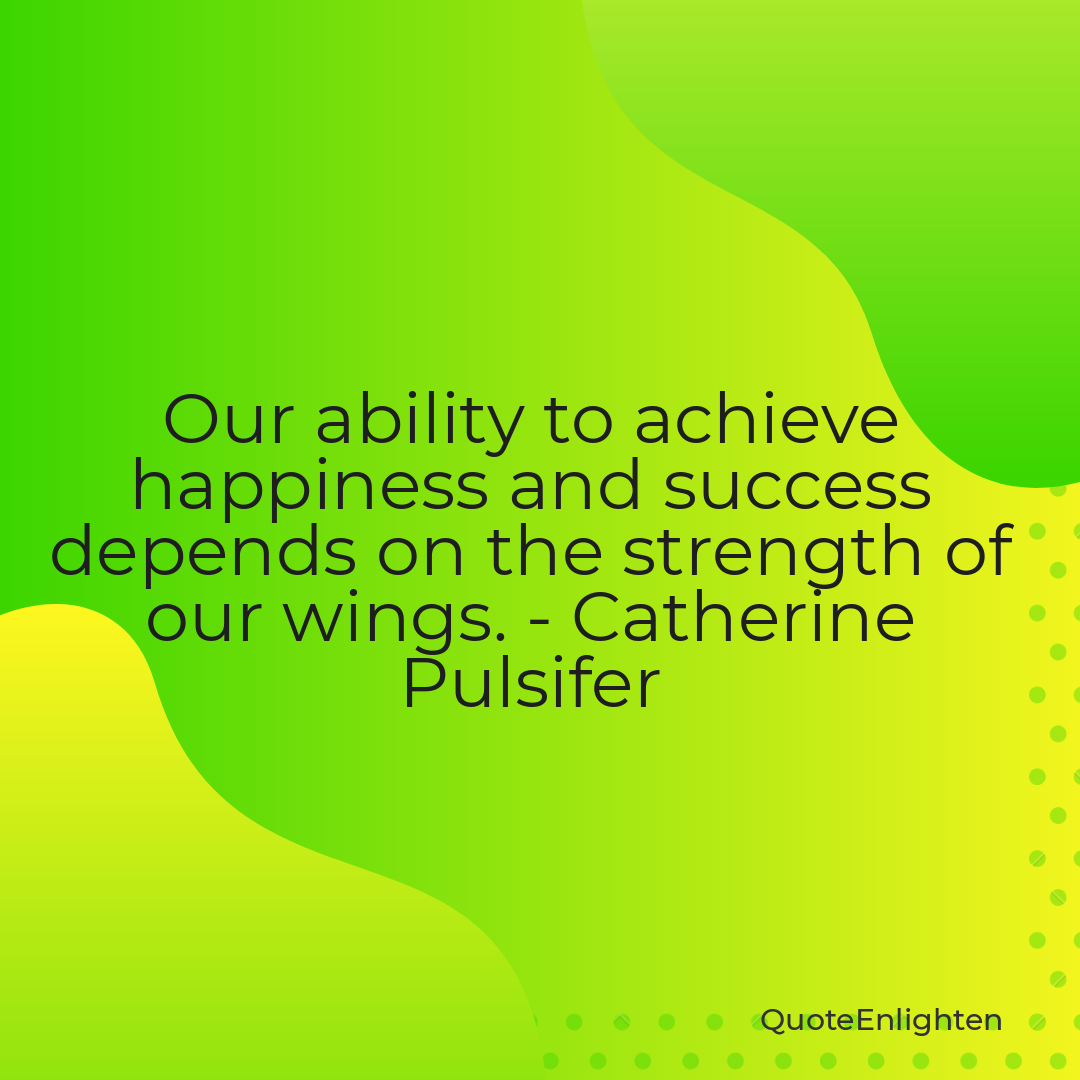 Our ability to achieve
happiness and success
depends on the strength of
our wings. - Catherine
Pulsifer
QuoteEnlighten